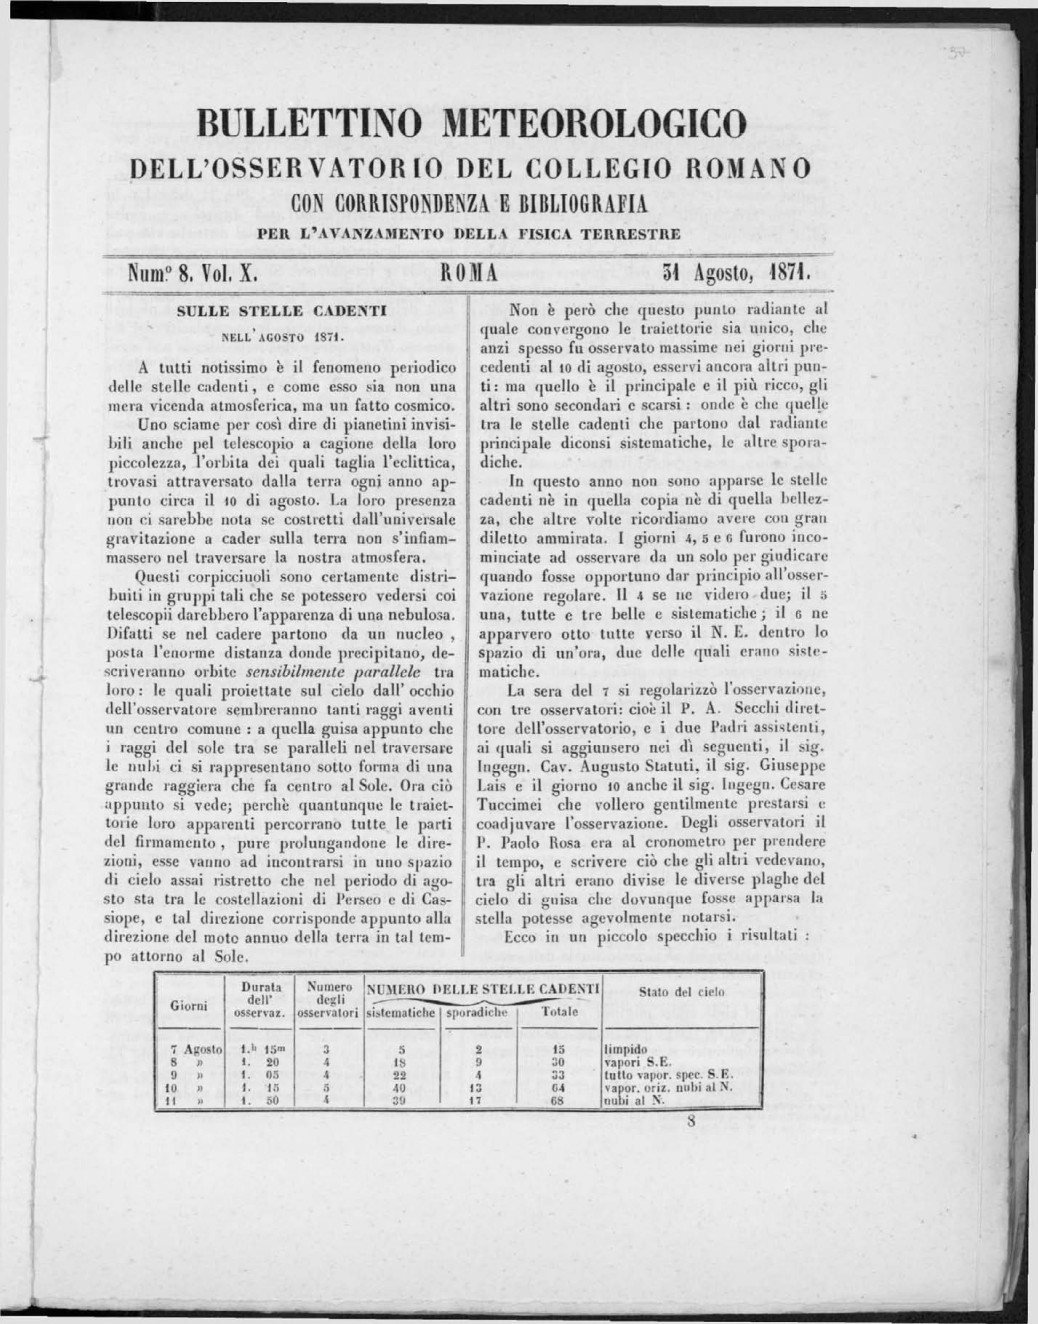 BULLETTINO METEOROLOGICO
DELL'OSSERVATORIO DEL COLLEGIO ROMANO
CON CORRISPONDENZA E BIBLIOGRAFIA
PER L'AVANZAMENTO DELLA FISICA TERRESTRE
Num.º 8. Vol. X.
ROMA
31 Agosto, 1871.
SULLE STELLE CADENTI
NELL'AGOSTO 1871.
A tutti notissimo è il fenomeno periodico
delle stelle cadenti, e come esso sia non una
mera vicenda atmosferica, ma un fatto cosmico.
Uno sciame per così dire di pianetini invisi-
bili anche pel telescopio a cagione della loro
piccolezza, l'orbita dei quali taglia l'eclittica,
trovasi attraversato dalla terra ogni anno ap-
punto circa il 10 di agosto. La loro presenza
non ci sarebbe nota se costretti dall'universale
gravitazione a cader sulla terra non s'infiam-
massero nel traversare la nostra atmosfera.
Questi corpicciuoli sono certamente distri-
buiti in gruppi tali che se potessero vedersi coi
telescopii darebbero l'apparenza di una nebulosa.
Difatti se nel cadere partono da un nucleo ,
posta l'enorme distanza donde precipitano, de-
scriveranno orbite sensibilmente parallele tra
loro : le quali proiettate sul cielo dall' occhio
dell'osservatore sembreranno tanti raggi aventi
un centro comune : a quella guisa appunto che
i raggi del sole tra se paralleli nel traversare
le nubi ci si rappresentano sotto forma di una
grande raggiera che fa centro al Sole. Ora ciò
appunto si vede; perchè quantunque le traiet-
torie loro apparenti percorrano tutte le parti
del firmamento , pure prolungandone le dire-
zioni, esse vanno ad incontrarsi in uno spazio
di cielo assai ristretto che nel periodo di ago-
sto sta tra le costellazioni di Perseo e di Cas-
siope, e tal direzione corrisponde appunto alla
direzione del moto annuo della terra in tal tem-
po attorno al Sole.
Non è però che questo punto radiante al
quale convergono le traiettorie sia unico, che
anzi spesso fu osservato massime nei giorni pre-
cedenti al 10 di agosto, esservi ancora altri pun-
ti : ma quello è il principale e il più ricco, gli
altri sono secondari e scarsi : onde è che quelle
tra le stelle cadenti che partono dal radiante
principale diconsi sistematiche, le altre spora-
diche.
In questo anno non sono apparse le stelle
cadenti nè in quella copia nè di quella bellez-
za, che altre volte ricordiamo avere con gran
diletto ammirata. I giorni 4, 5 e 6 furono inco-
minciate ad osservare da un solo per giudicare
quando fosse opportuno dar principio all'osser-
vazione regolare. Il 4 se ne videro due; il 5
una, tutte e tre belle e sistematiche ; il 6 ne
apparvero otto tutte verso il N. E. dentro lo
spazio di un'ora, due delle quali erano siste-
matiche.
La sera del 7 si regolarizzò l'osservazione,
con tre osservatori: cioè il P. A. Secchi diret-
tore dell'osservatorio, e i due Padri assistenti,
ai quali si aggiunsero nei dì seguenti, il sig.
Ingegn. Cav. Augusto Statuti, il sig. Giuseppe
Lais e il giorno 10 anche il sig. Ingegn. Cesare
Tuccimei che vollero gentilmente prestarsi e
coadjuvare l'osservazione. Degli osservatori il
P. Paolo Rosa era al cronometro per prendere
il tempo, e scrivere ciò che gli altri vedevano,
tra gli altri erano divise le diverse plaghe del
cielo di guisa che dovunque fosse apparsa la
stella potesse agevolmente notarsi.
Ecco in un piccolo specchio i risultati :
Giorni
Durata
dell'
osservaz.
Numero
degli
osservatori
NUMERO DELLE STELLE CADENTI
sistematiche sporadiche Totale
Stato del cielo
7 Agosto 1.h 15m 3 5 2 15 limpido
8 » 1. 20 4 18 9 30 vapori S.E.
9 » 1. 05 4 22 4 33 tutto vapor. spec. S.E.
10 » 1. 15 5 40 13 64 vapor. oriz. nubi al N.
11 » 1. 50 4 39 17 68 nubi al N.
8